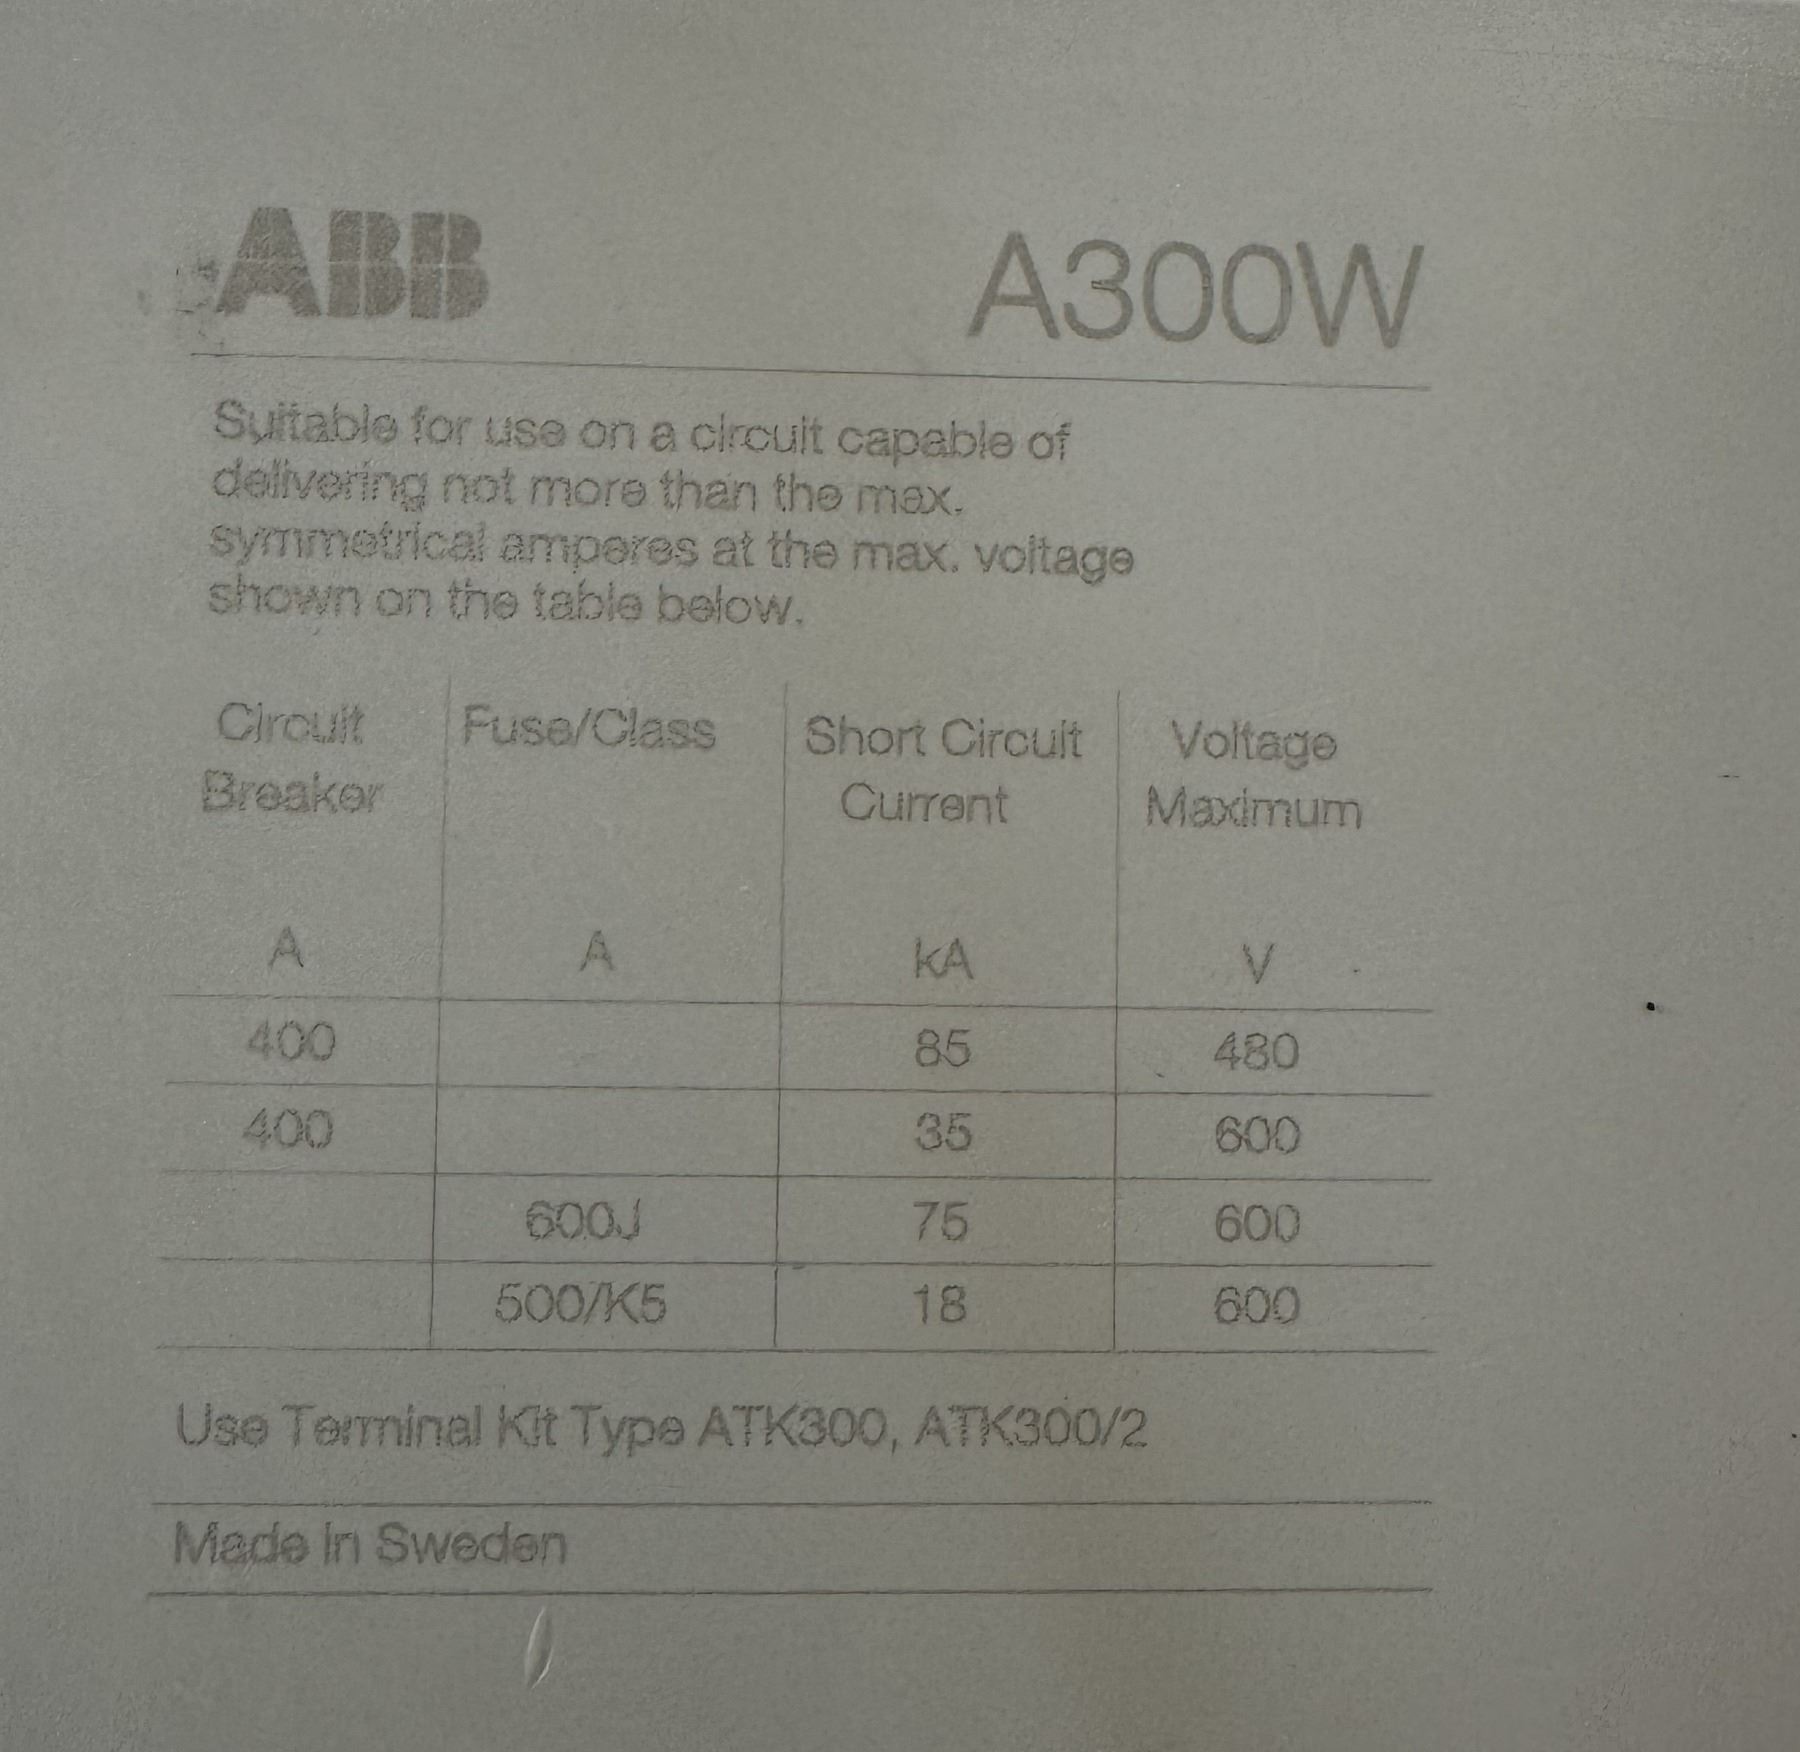 ABB A300W
Suitable for use on a circuit capable of
delivering not more than the max.
symmetrical amperes at the max. voltage
shown on the table below.
Circuit Fuse/Class Short Circuit Voltage
Breaker Current Maximum
A A kA V
400 85 480
400 35 600
600J 75 600
500/K5 18 600
Use Terminal Kit Type ATK300, ATK300/2
Made in Sweden